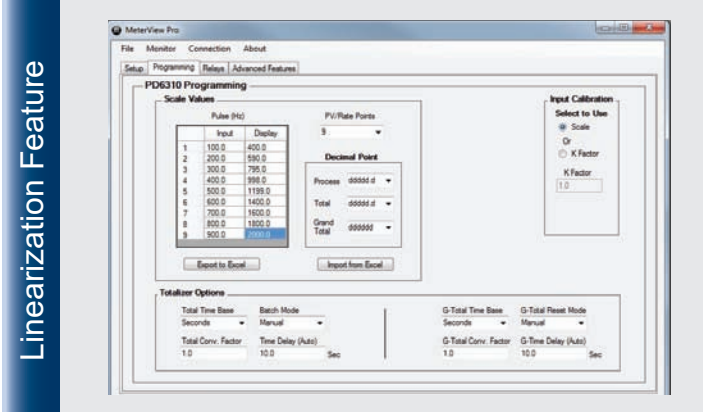 Linearization Feature
MeterView Pro
File Monitor Connection About
Setup Programming Relays Advanced Features
PD6310 Programming
Scale Values
Pulse (Hz)
Input Display
1 100.0 400.0
2 200.0 590.0
3 300.0 795.0
4 400.0 998.0
5 500.0 1199.0
6 600.0 1400.0
7 700.0 1600.0
8 800.0 1800.0
9 900.0 2000.0
Export to Excel
PV/Rate Points
9
Decimal Point
Process ddddd.d
Total ddddd.d
Grand Total dddddd
Import from Excel
Input Calibration
Select to Use
Scale
Or
K Factor
K Factor
1.0
Totalizer Options
Total Time Base Batch Mode
Seconds Manual
Total Conv. Factor Time Delay (Auto)
1.0 10.0 Sec
G-Total Time Base G-Total Reset Mode
Seconds Manual
G-Total Conv. Factor G-Time Delay (Auto)
1.0 10.0 Sec